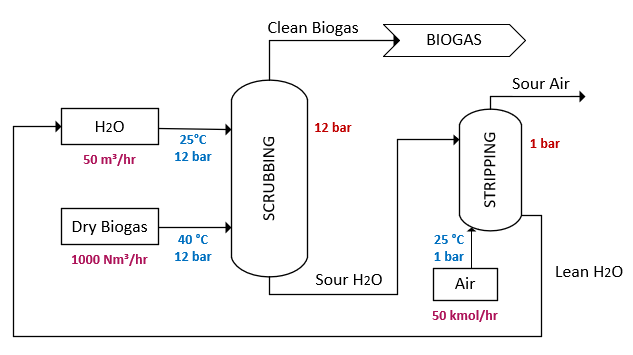 Clean Biogas
BIOGAS
Sour Air
H2O
25°C
12 bar
50 m³/hr
SCRUBBING
12 bar
STRIPPING
1 bar
Dry Biogas
40 °C
12 bar
1000 Nm³/hr
25 °C
1 bar
Sour H2O
Air
50 kmol/hr
Lean H2O